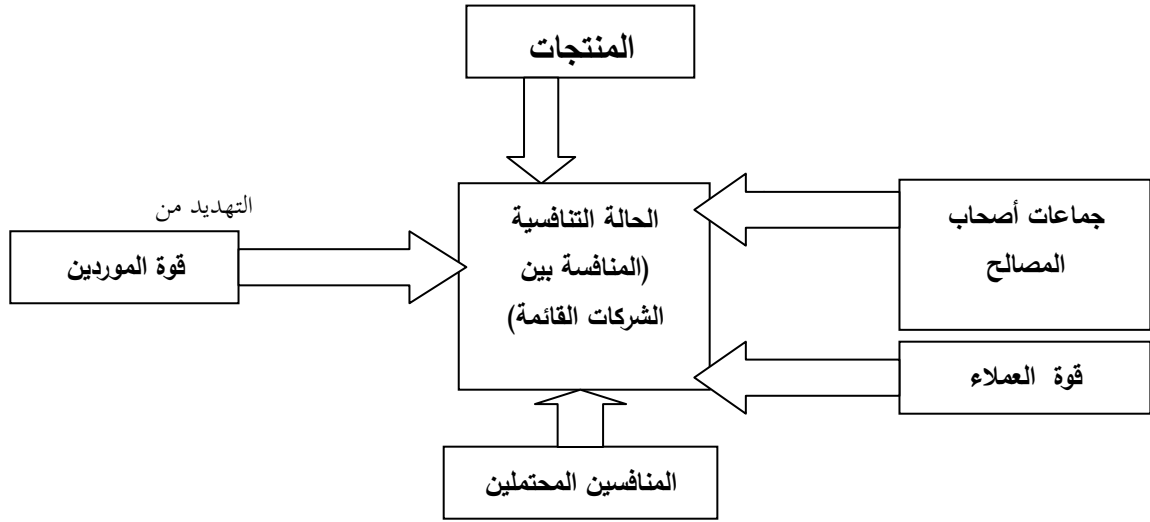 المنتجات
التهديد من
قوة الموردين
الحالة التنافسية
(المنافسة بين
الشركات القائمة)
جماعات أصحاب
المصالح
قوة العملاء
المنافسين المحتملين